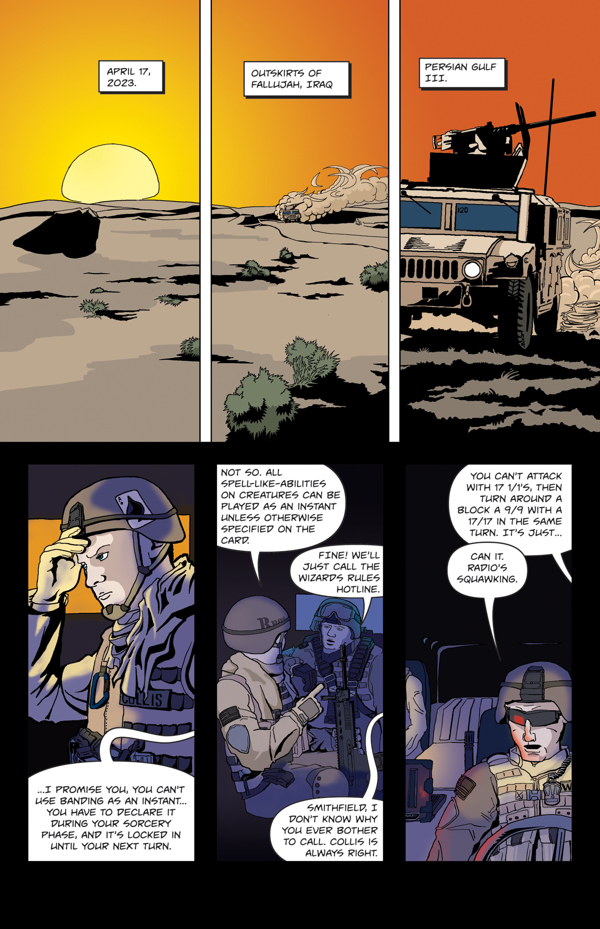 APRIL 17,
2023.
OUTSKIRTS OF
FALLUJAH, IRAQ
PERSIAN GULF
III.
120
COLLIS
...I PROMISE YOU, YOU CAN'T
USE BANDING AS AN INSTANT...
YOU HAVE TO DECLARE IT
DURING YOUR SORCERY
PHASE, AND IT'S LOCKED IN
UNTIL YOUR NEXT TURN.
NOT SO. ALL
SPELL-LIKE-ABILITIES
ON CREATURES CAN BE
PLAYED AS AN INSTANT
UNLESS OTHERWISE
SPECIFIED ON THE
CARD.
FINE! WE'LL
JUST CALL THE
WIZARDS RULES
HOTLINE.
SMITHFIELD, I
DON'T KNOW WHY
YOU EVER BOTHER
TO CALL. COLLIS IS
ALWAYS RIGHT.
YOU CAN'T ATTACK
WITH 17 1/1'S, THEN
TURN AROUND A
BLOCK A 9/9 WITH A
17/17 IN THE SAME
TURN. IT'S JUST...
CAN IT.
RADIO'S
SQUAWKING.